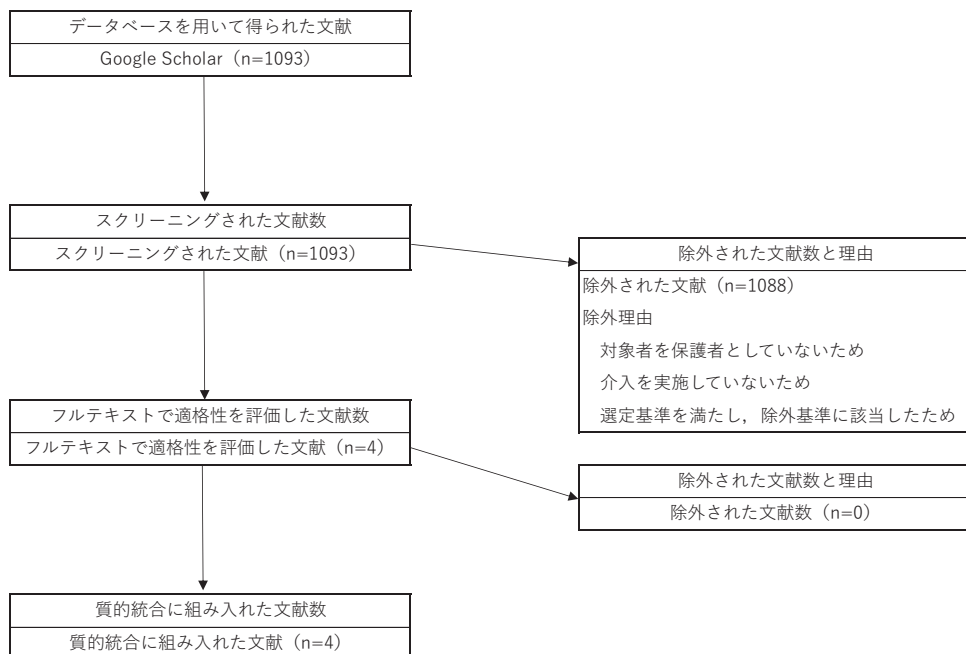 データベースを用いて得られた文献
Google Scholar（n=1093）
スクリーニングされた文献数
スクリーニングされた文献（n=1093）
除外された文献数と理由
除外された文献（n=1088）
除外理由
対象者を保護者としていないため
介入を実施していないため
選定基準を満たし，除外基準に該当したため
フルテキストで適格性を評価した文献数
フルテキストで適格性を評価した文献（n=4）
除外された文献数と理由
除外された文献数（n=0）
質的統合に組み入れた文献数
質的統合に組み入れた文献（n=4）